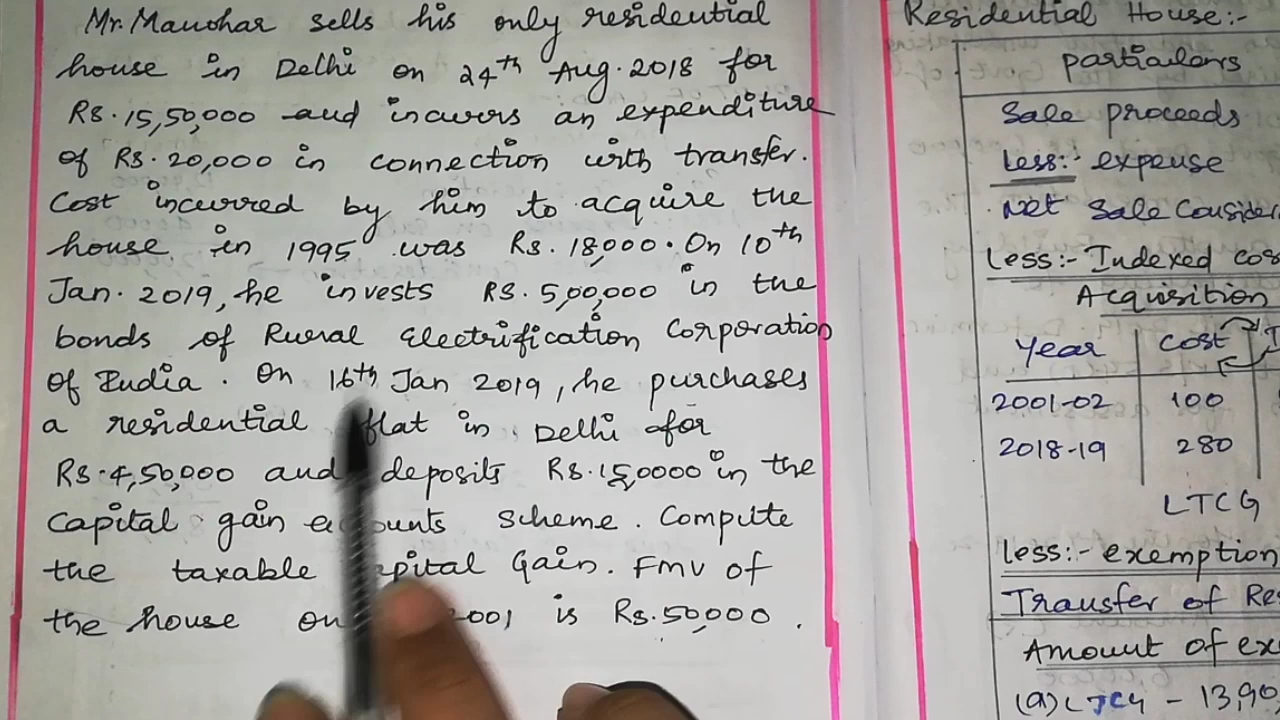 Mr. Manohar sells his only residential
house in Delhi on 24th Aug. 2018 for
Rs. 15,50,000 and incurrs an expenditure
of Rs. 20,000 in connection with transfer.
Cost incurred by him to acquire the
house in 1995 was Rs. 18,000. On 10th
Jan. 2019, he invests RS. 5,00,000 in the
bonds of Rural Electrification Corporation
Of India. On 16th Jan 2019, he purchases
a residential flat in Delhi for
Rs. 4,50,000 and deposits Rs. 150000 in the
Capital gain scheme. Compute
the taxable Gain. FMV of
the house is Rs. 50,000.
Residential House:-
particulars
Sale proceeds
Less:- expense
Net Sale
Less:- Indexed
Acquisition
Year Cost
2001-02 100
2018-19 280
LTCG
Less:- exemption
Transfer of
Amount of
(a) LTCG -